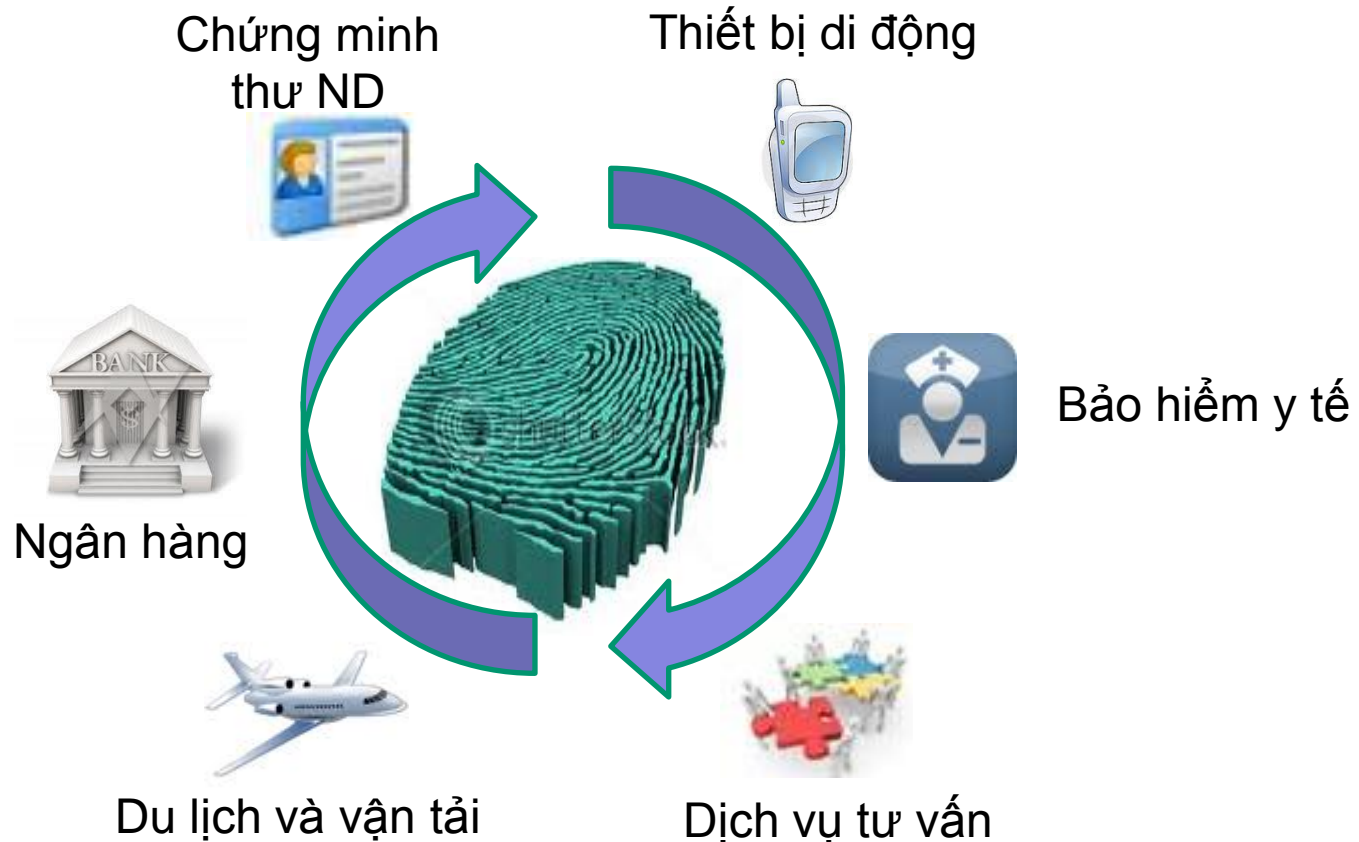 Chứng minh
thư ND
Thiết bị di động
BANK
Bảo hiểm y tế
Ngân hàng
Du lịch và vận tải
Dịch vụ tư vấn